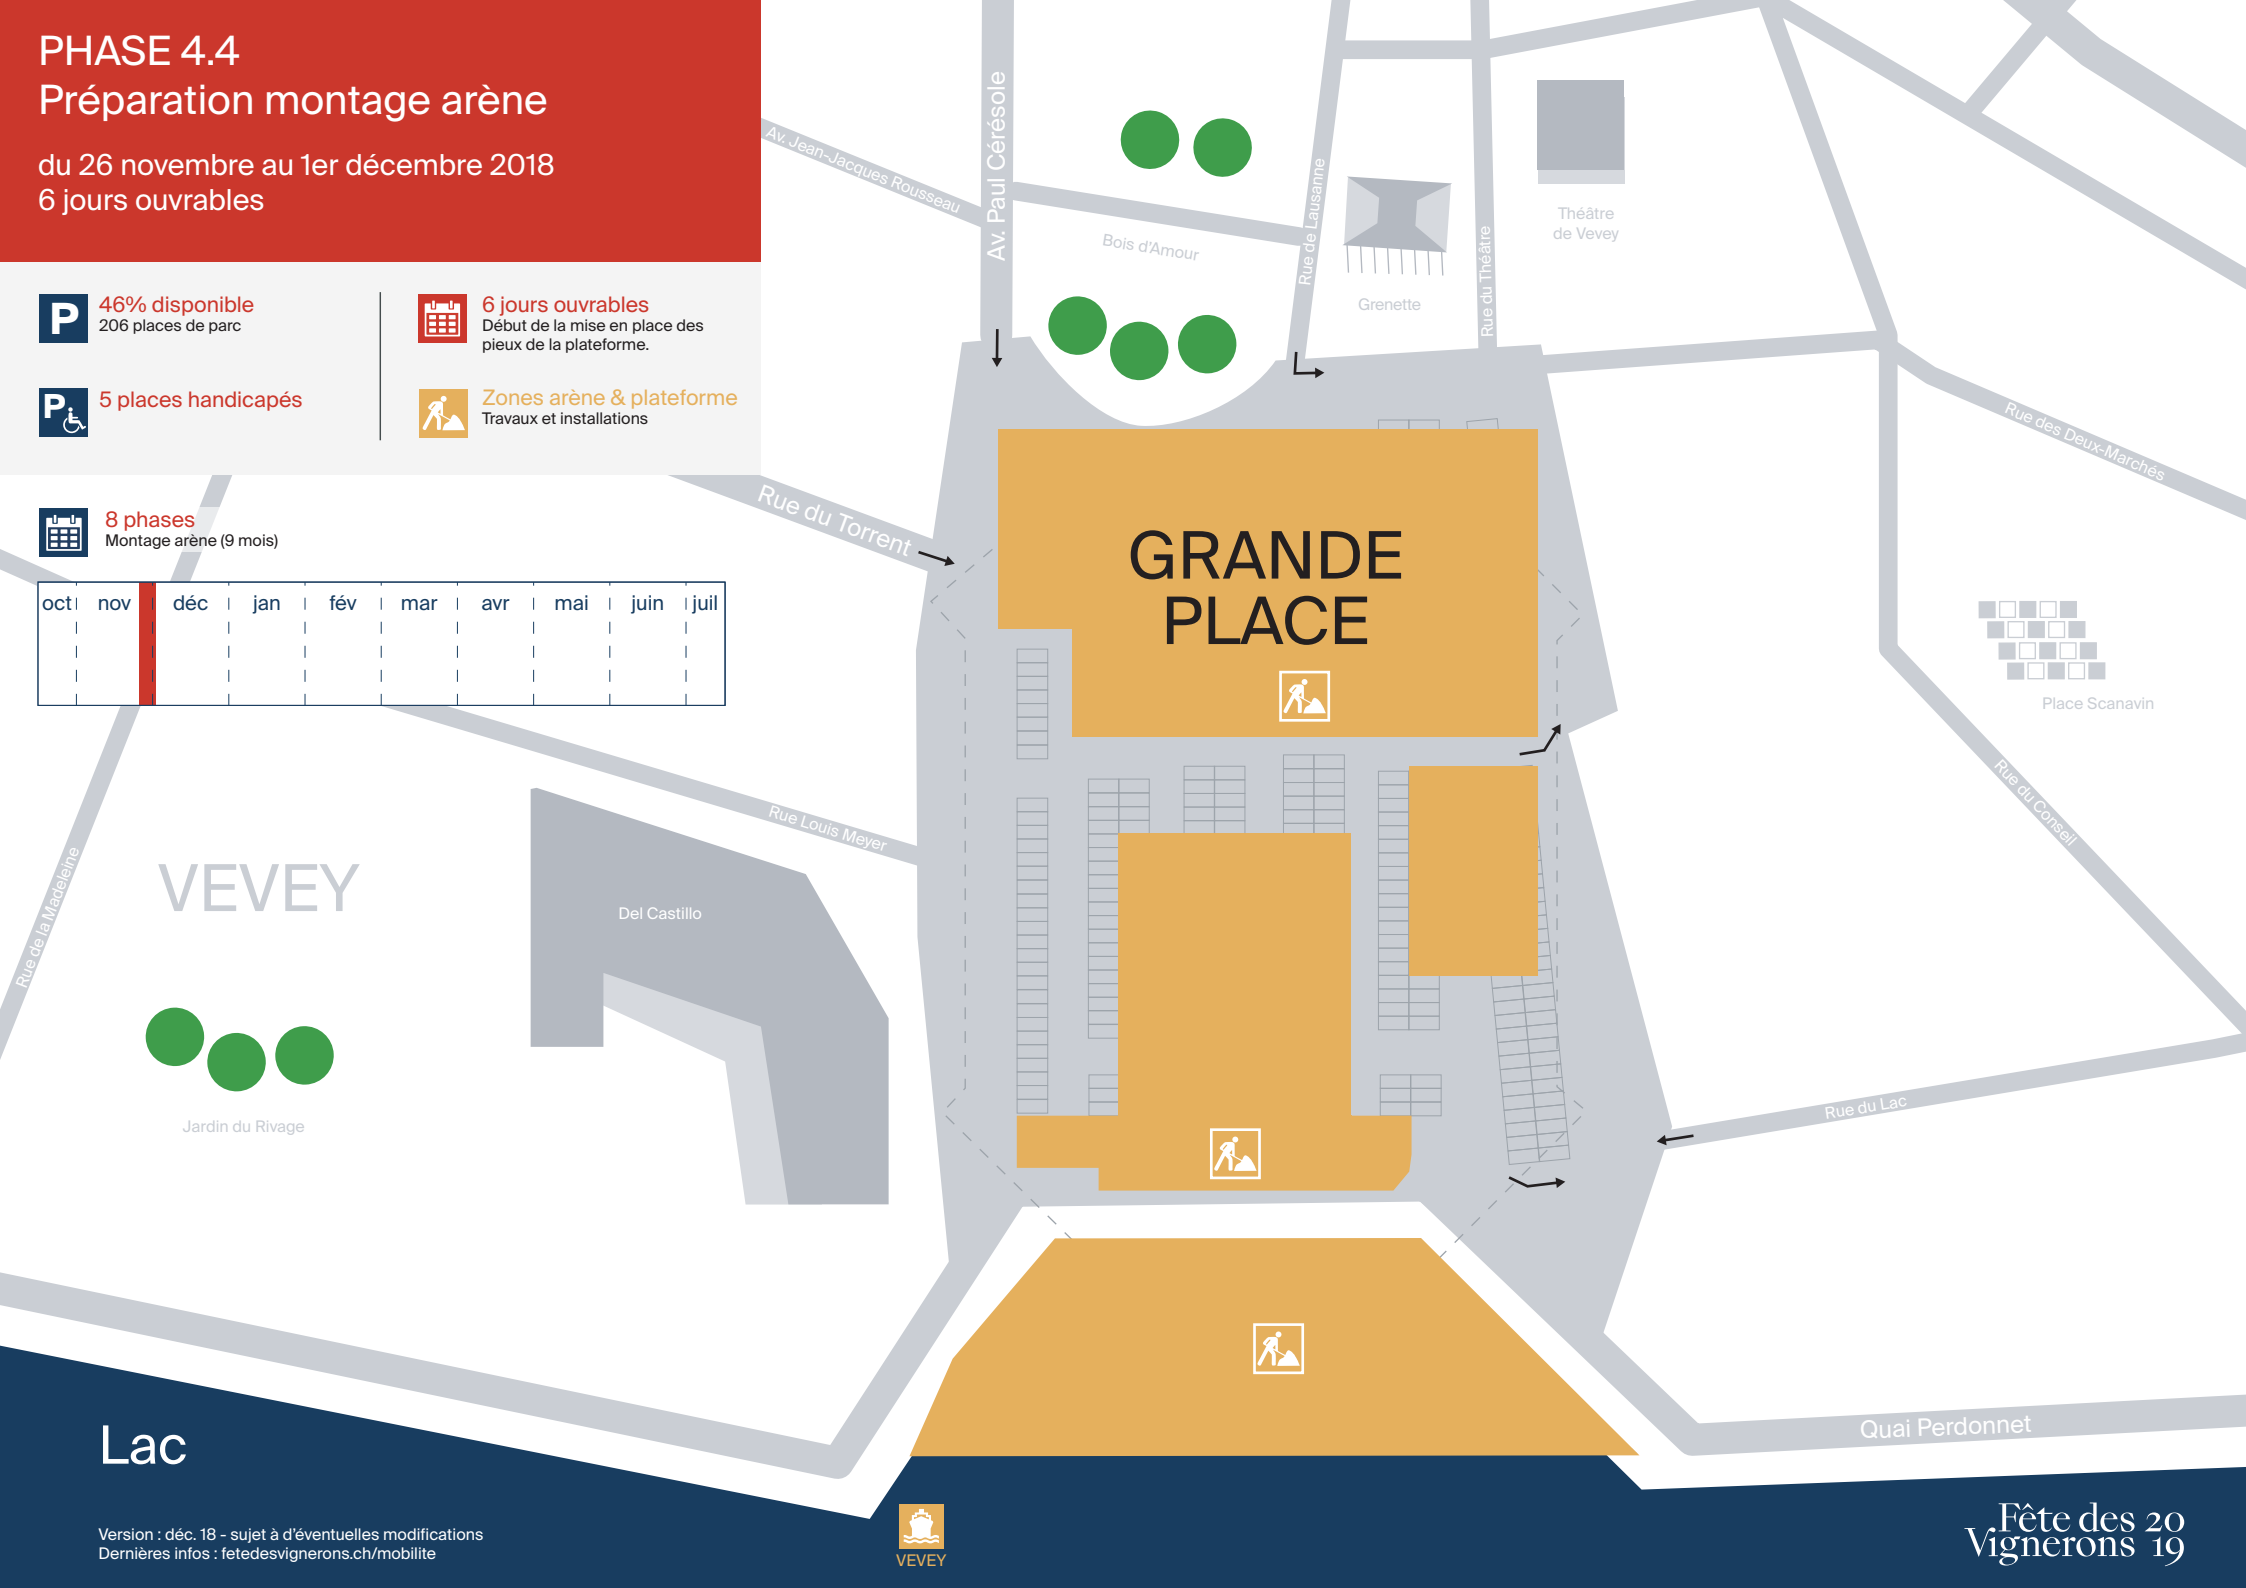 PHASE 4.4
Préparation montage arène
du 26 novembre au 1er décembre 2018
6 jours ouvrables
P
46% disponible
206 places de parc
6 jours ouvrables
Début de la mise en place des
pieux de la plateforme.
P
5 places handicapés
Zones arène & plateforme
Travaux et installations
8 phases
Montage arène (9 mois)
oct nov déc jan fév mar avr mai juin juil
Av. Jean-Jacques Rousseau
Av. Paul Cérésole
Bois d'Amour
Rue de Lausanne
Grenette
Rue du Théâtre
Théâtre
de Vevey
Rue des Deux-Marchés
Rue du Torrent
GRANDE
PLACE
Place Scanavin
Rue du Conseil
Rue Louis Meyer
Rue de la Madeleine
VEVEY
Del Castillo
Jardin du Rivage
Rue du Lac
Quai Perdonnet
Lac
Version : déc. 18 - sujet à d'éventuelles modifications
Dernières infos : fetedesvignerons.ch/mobilite
VEVEY
Fête des 20
Vignerons 19